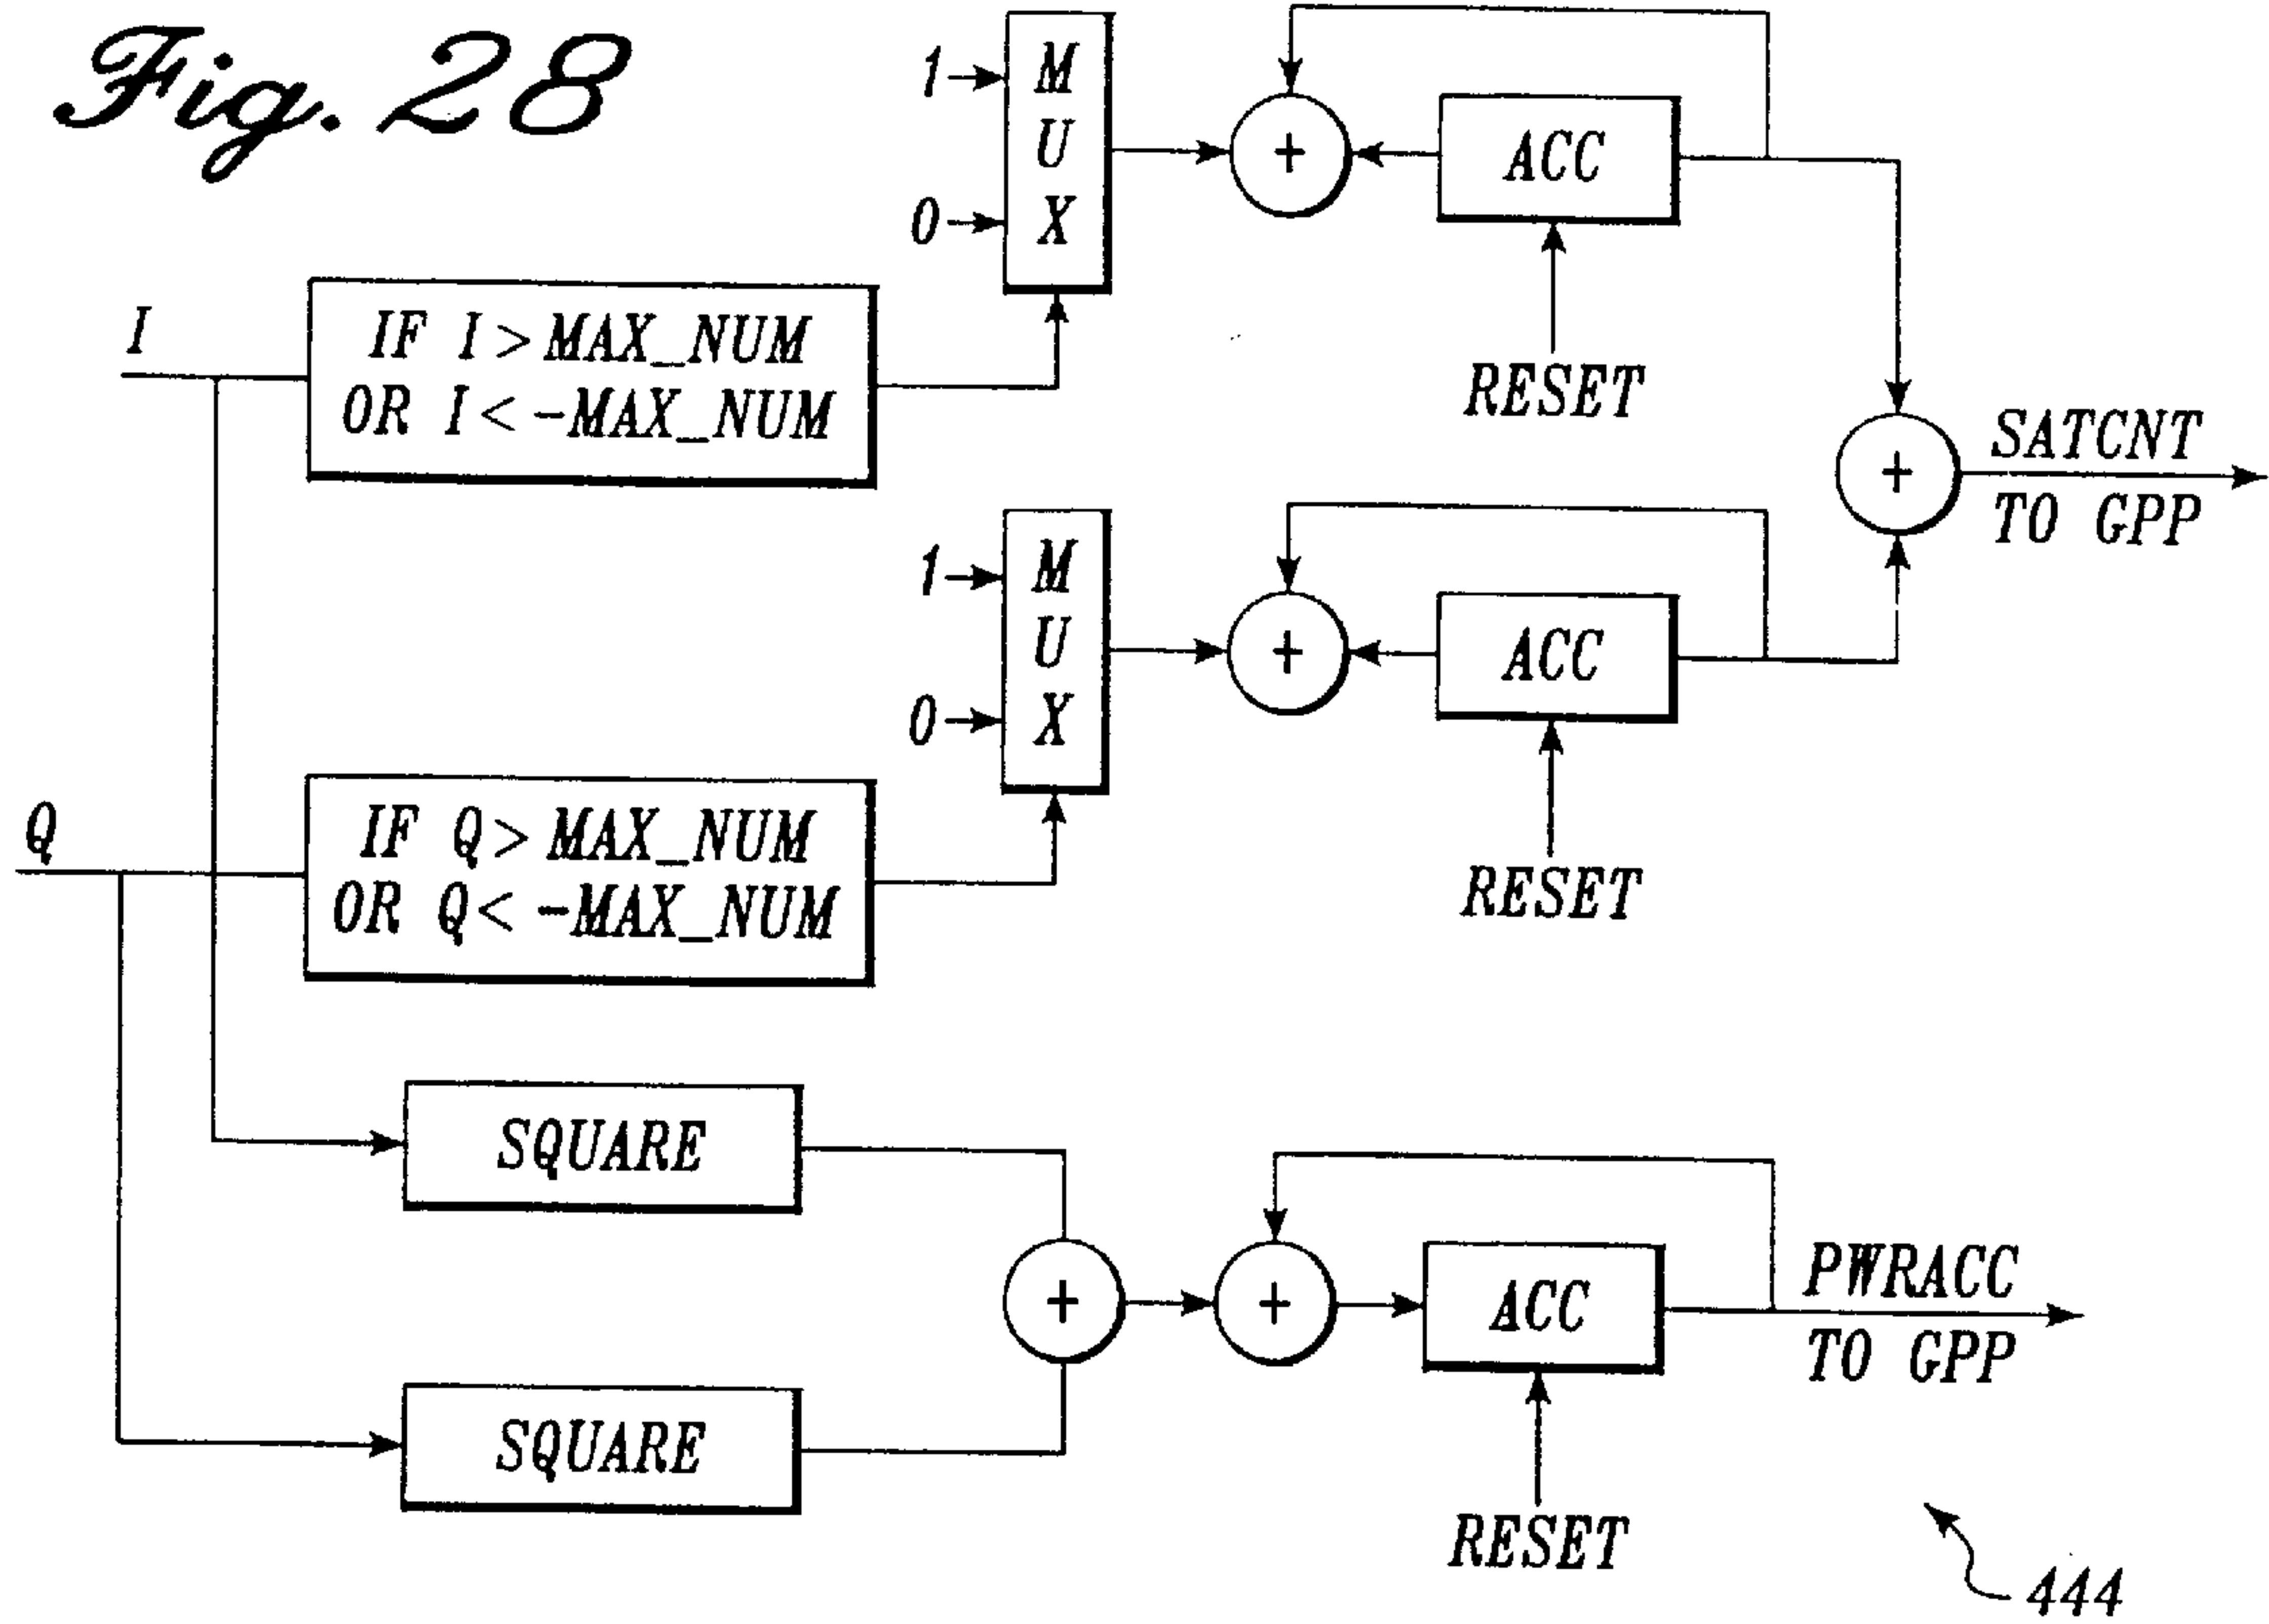 Fig. 28
1
M
U
X
0
+
ACC
RESET
I
IF I > MAX_NUM
OR I < -MAX_NUM
+
SATCNT
TO GPP
1
M
U
X
0
+
ACC
RESET
Q
IF Q > MAX_NUM
OR Q < -MAX_NUM
SQUARE
SQUARE
+
+
ACC
RESET
PWRACC
TO GPP
444